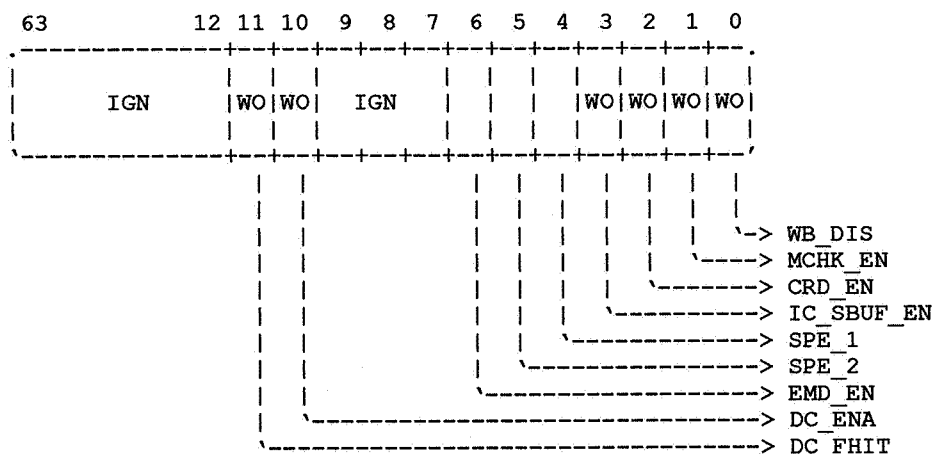 63 12 11 10 9 8 7 6 5 4 3 2 1 0
IGN WO WO IGN WO WO WO WO
WB_DIS
MCHK_EN
CRD_EN
IC_SBUF_EN
SPE_1
SPE_2
EMD_EN
DC_ENA
DC_FHIT